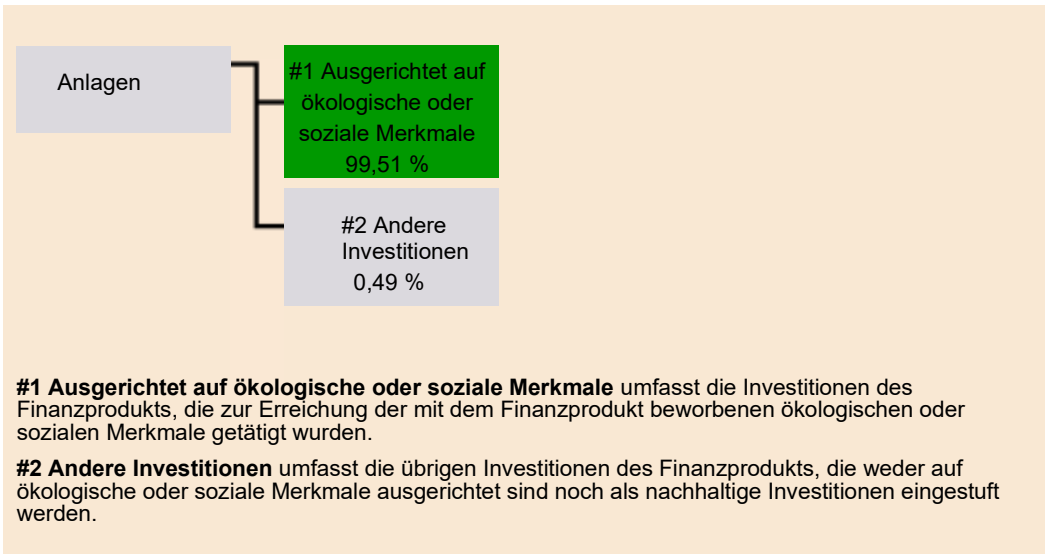 Anlagen
#1 Ausgerichtet auf
ökologische oder
soziale Merkmale
99,51 %
#2 Andere
Investitionen
0,49 %
#1 Ausgerichtet auf ökologische oder soziale Merkmale umfasst die Investitionen des
Finanzprodukts, die zur Erreichung der mit dem Finanzprodukt beworbenen ökologischen oder
sozialen Merkmale getätigt wurden.
#2 Andere Investitionen umfasst die übrigen Investitionen des Finanzprodukts, die weder auf
ökologische oder soziale Merkmale ausgerichtet sind noch als nachhaltige Investitionen eingestuft
werden.